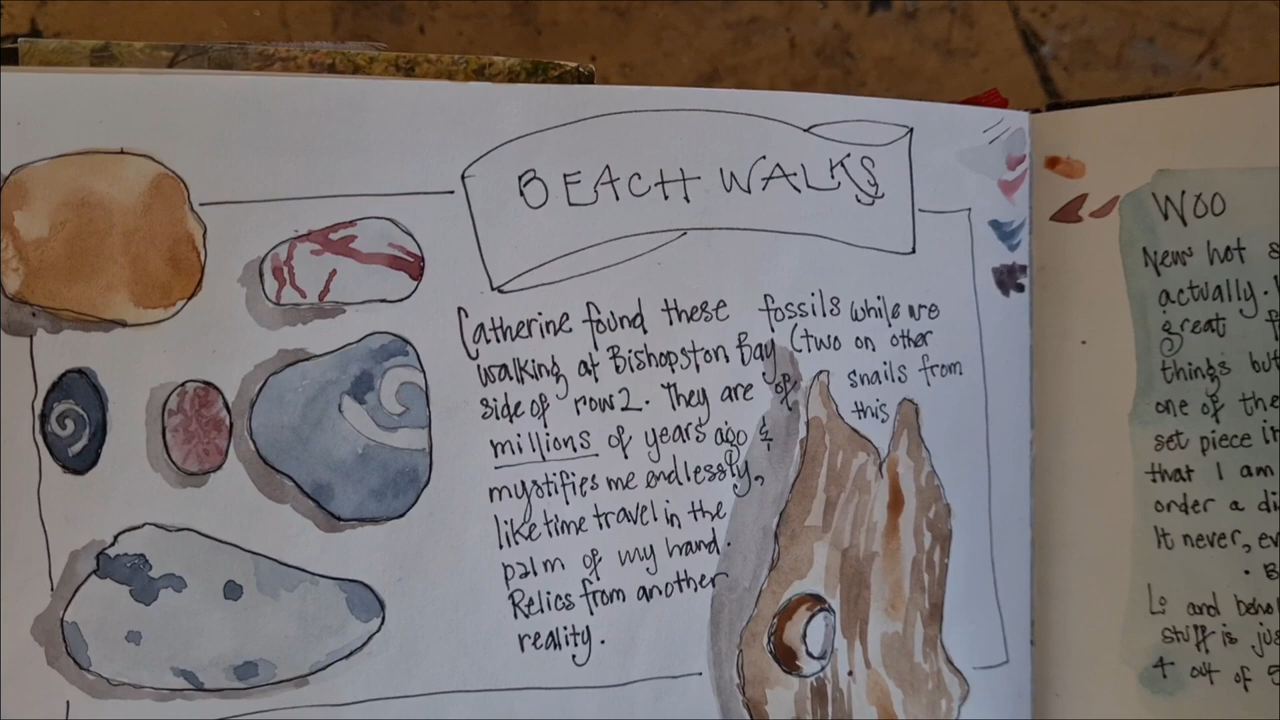 BEACH WALKS
Catherine found these fossils while we
walking at Bishopston Bay (two on other
side of row 2. They are of snails from
millions of years ago & this
mystifies me endlessly,
like time travel in the
palm of my hand.
Relics from another
reality.
WOO
New hot
actually.
great
things but
one of the
set piece
that I am
order a
It never,
Lo and behold
stuff is
4 out of 5